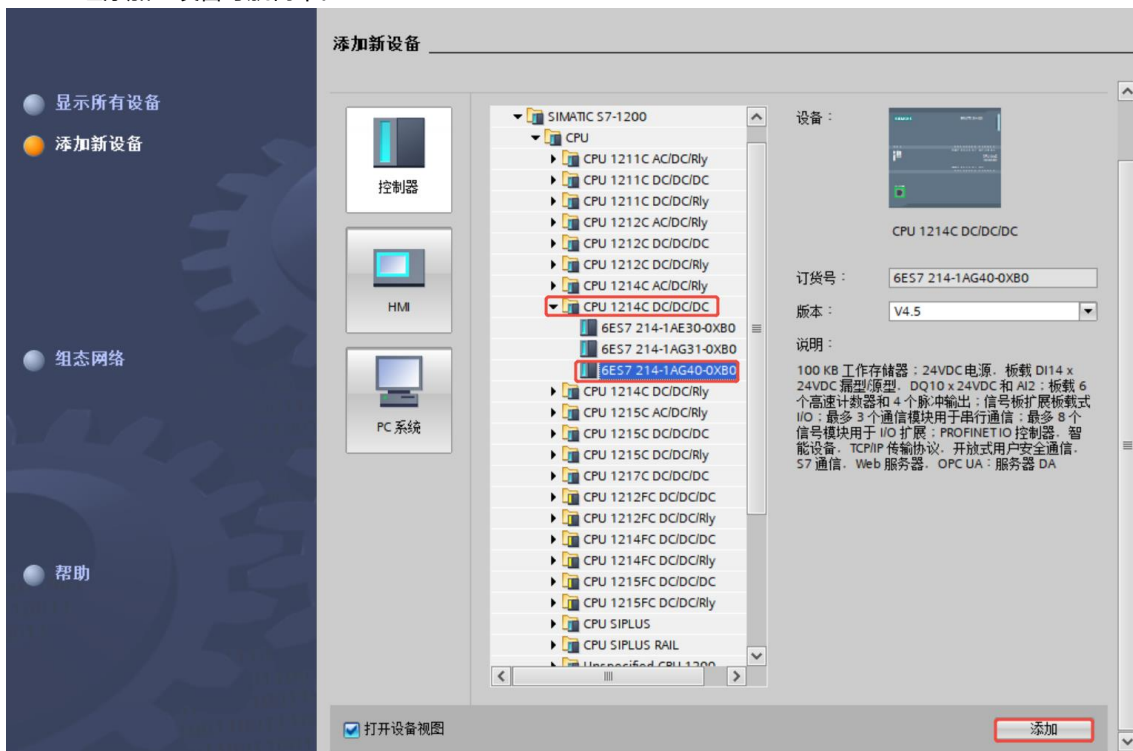 添加新设备
显示所有设备
添加新设备
组态网络
帮助
控制器
HMI
PC 系统
SIMATIC S7-1200
CPU
CPU 1211C AC/DC/Rly
CPU 1211C DC/DC/DC
CPU 1211C DC/DC/Rly
CPU 1212C AC/DC/Rly
CPU 1212C DC/DC/DC
CPU 1212C DC/DC/Rly
CPU 1214C AC/DC/Rly
CPU 1214C DC/DC/DC
6ES7 214-1AE30-0XB0
6ES7 214-1AG31-0XB0
6ES7 214-1AG40-0XB0
CPU 1214C DC/DC/Rly
CPU 1215C AC/DC/Rly
CPU 1215C DC/DC/DC
CPU 1215C DC/DC/Rly
CPU 1217C DC/DC/DC
CPU 1212FC DC/DC/DC
CPU 1212FC DC/DC/Rly
CPU 1214FC DC/DC/DC
CPU 1214FC DC/DC/Rly
CPU 1215FC DC/DC/DC
CPU 1215FC DC/DC/Rly
CPU SIPLUS
CPU SIPLUS RAIL
设备：
CPU 1214C DC/DC/DC
订货号： 6ES7 214-1AG40-0XB0
版本： V4.5
说明：
100 KB 工作存储器；24VDC 电源，板载 DI14 x
24VDC 漏型/源型，DQ10 x 24VDC 和 AI2；板载 6
个高速计数器和 4 个脉冲输出；信号板扩展板载式
I/O；最多 3 个通信模块用于串行通信；最多 8 个
信号模块用于 I/O 扩展；PROFINET IO 控制器，智
能设备，TCP/IP 传输协议，开放式用户安全通信，
S7 通信，Web 服务器，OPC UA：服务器 DA
打开设备视图
添加